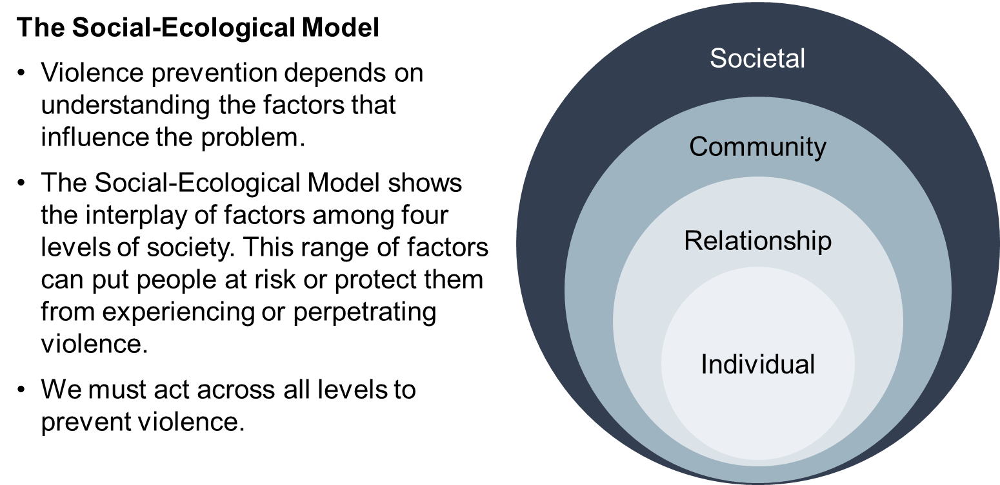 The Social-Ecological Model
• Violence prevention depends on
understanding the factors that
influence the problem.
• The Social-Ecological Model shows
the interplay of factors among four
levels of society. This range of factors
can put people at risk or protect them
from experiencing or perpetrating
violence.
• We must act across all levels to
prevent violence.
Societal
Community
Relationship
Individual